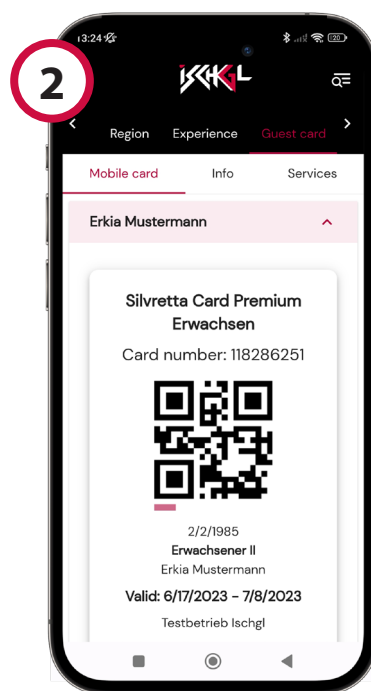 2
13:24
120
ISCHGL
Region Experience Guest card
Mobile card Info Services
Erkia Mustermann
Silvretta Card Premium
Erwachsen
Card number: 118286251
2/2/1985
Erwachsener II
Erkia Mustermann
Valid: 6/17/2023 - 7/8/2023
Testbetrieb Ischgl